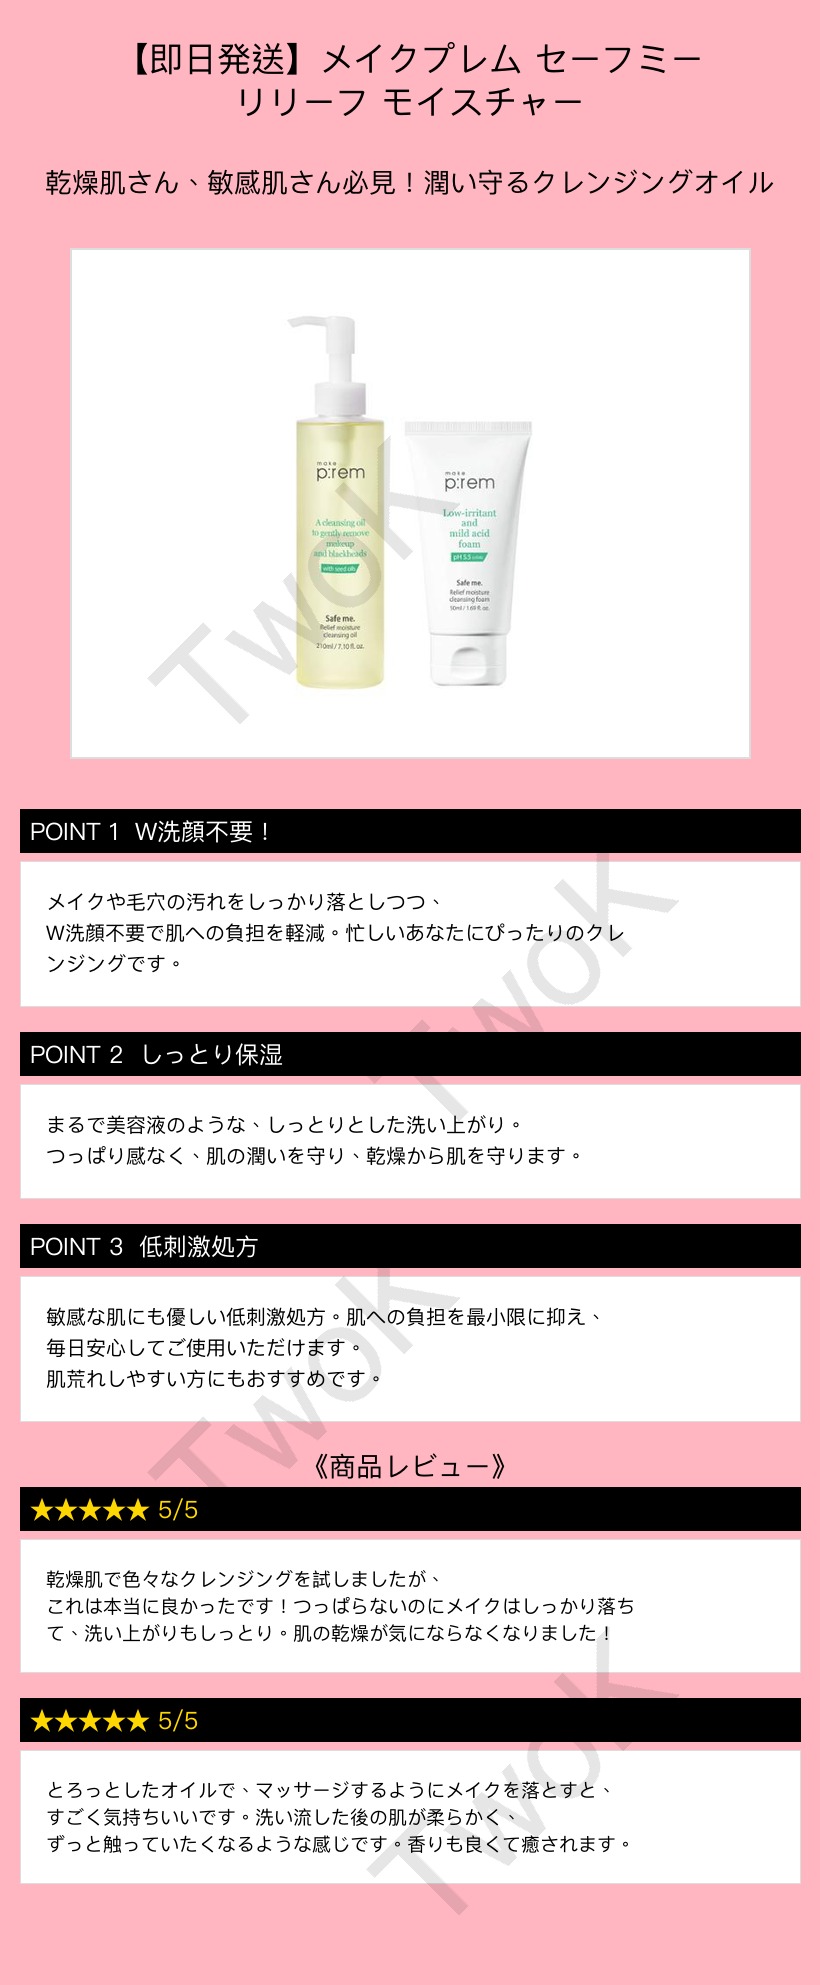 【即日発送】メイクプレム セーフミー
リリーフ モイスチャー
乾燥肌さん、敏感肌さん必見！潤い守るクレンジングオイル
make
p:rem
A cleansing oil
to gently remove
makeup
and blackheads
with seed oils
Safe me.
Relief moisture
cleansing oil
210ml / 7.10 fl. oz.
make
p:rem
Low-irritant
and
mild acid
foam
pH 5.5
Safe me.
Relief moisture
cleansing foam
50ml / 1.69 fl. oz.
TwoK
POINT 1 W洗顔不要！
メイクや毛穴の汚れをしっかり落としつつ、
W洗顔不要で肌への負担を軽減。忙しいあなたにぴったりのクレ
ンジングです。
TwoK
POINT 2 しっとり保湿
まるで美容液のような、しっとりとした洗い上がり。
つっぱり感なく、肌の潤いを守り、乾燥から肌を守ります。
POINT 3 低刺激処方
敏感な肌にも優しい低刺激処方。肌への負担を最小限に抑え、
毎日安心してご使用いただけます。
肌荒れしやすい方にもおすすめです。
TwoK
《商品レビュー》
★★★★★ 5/5
乾燥肌で色々なクレンジングを試しましたが、
これは本当に良かったです！つっぱらないのにメイクはしっかり落ち
て、洗い上がりもしっとり。肌の乾燥が気にならなくなりました！
★★★★★ 5/5
とろっとしたオイルで、マッサージするようにメイクを落とすと、
すごく気持ちいいです。洗い流した後の肌が柔らかく、
ずっと触っていたくなるような感じです。香りも良くて癒されます。
TwoK